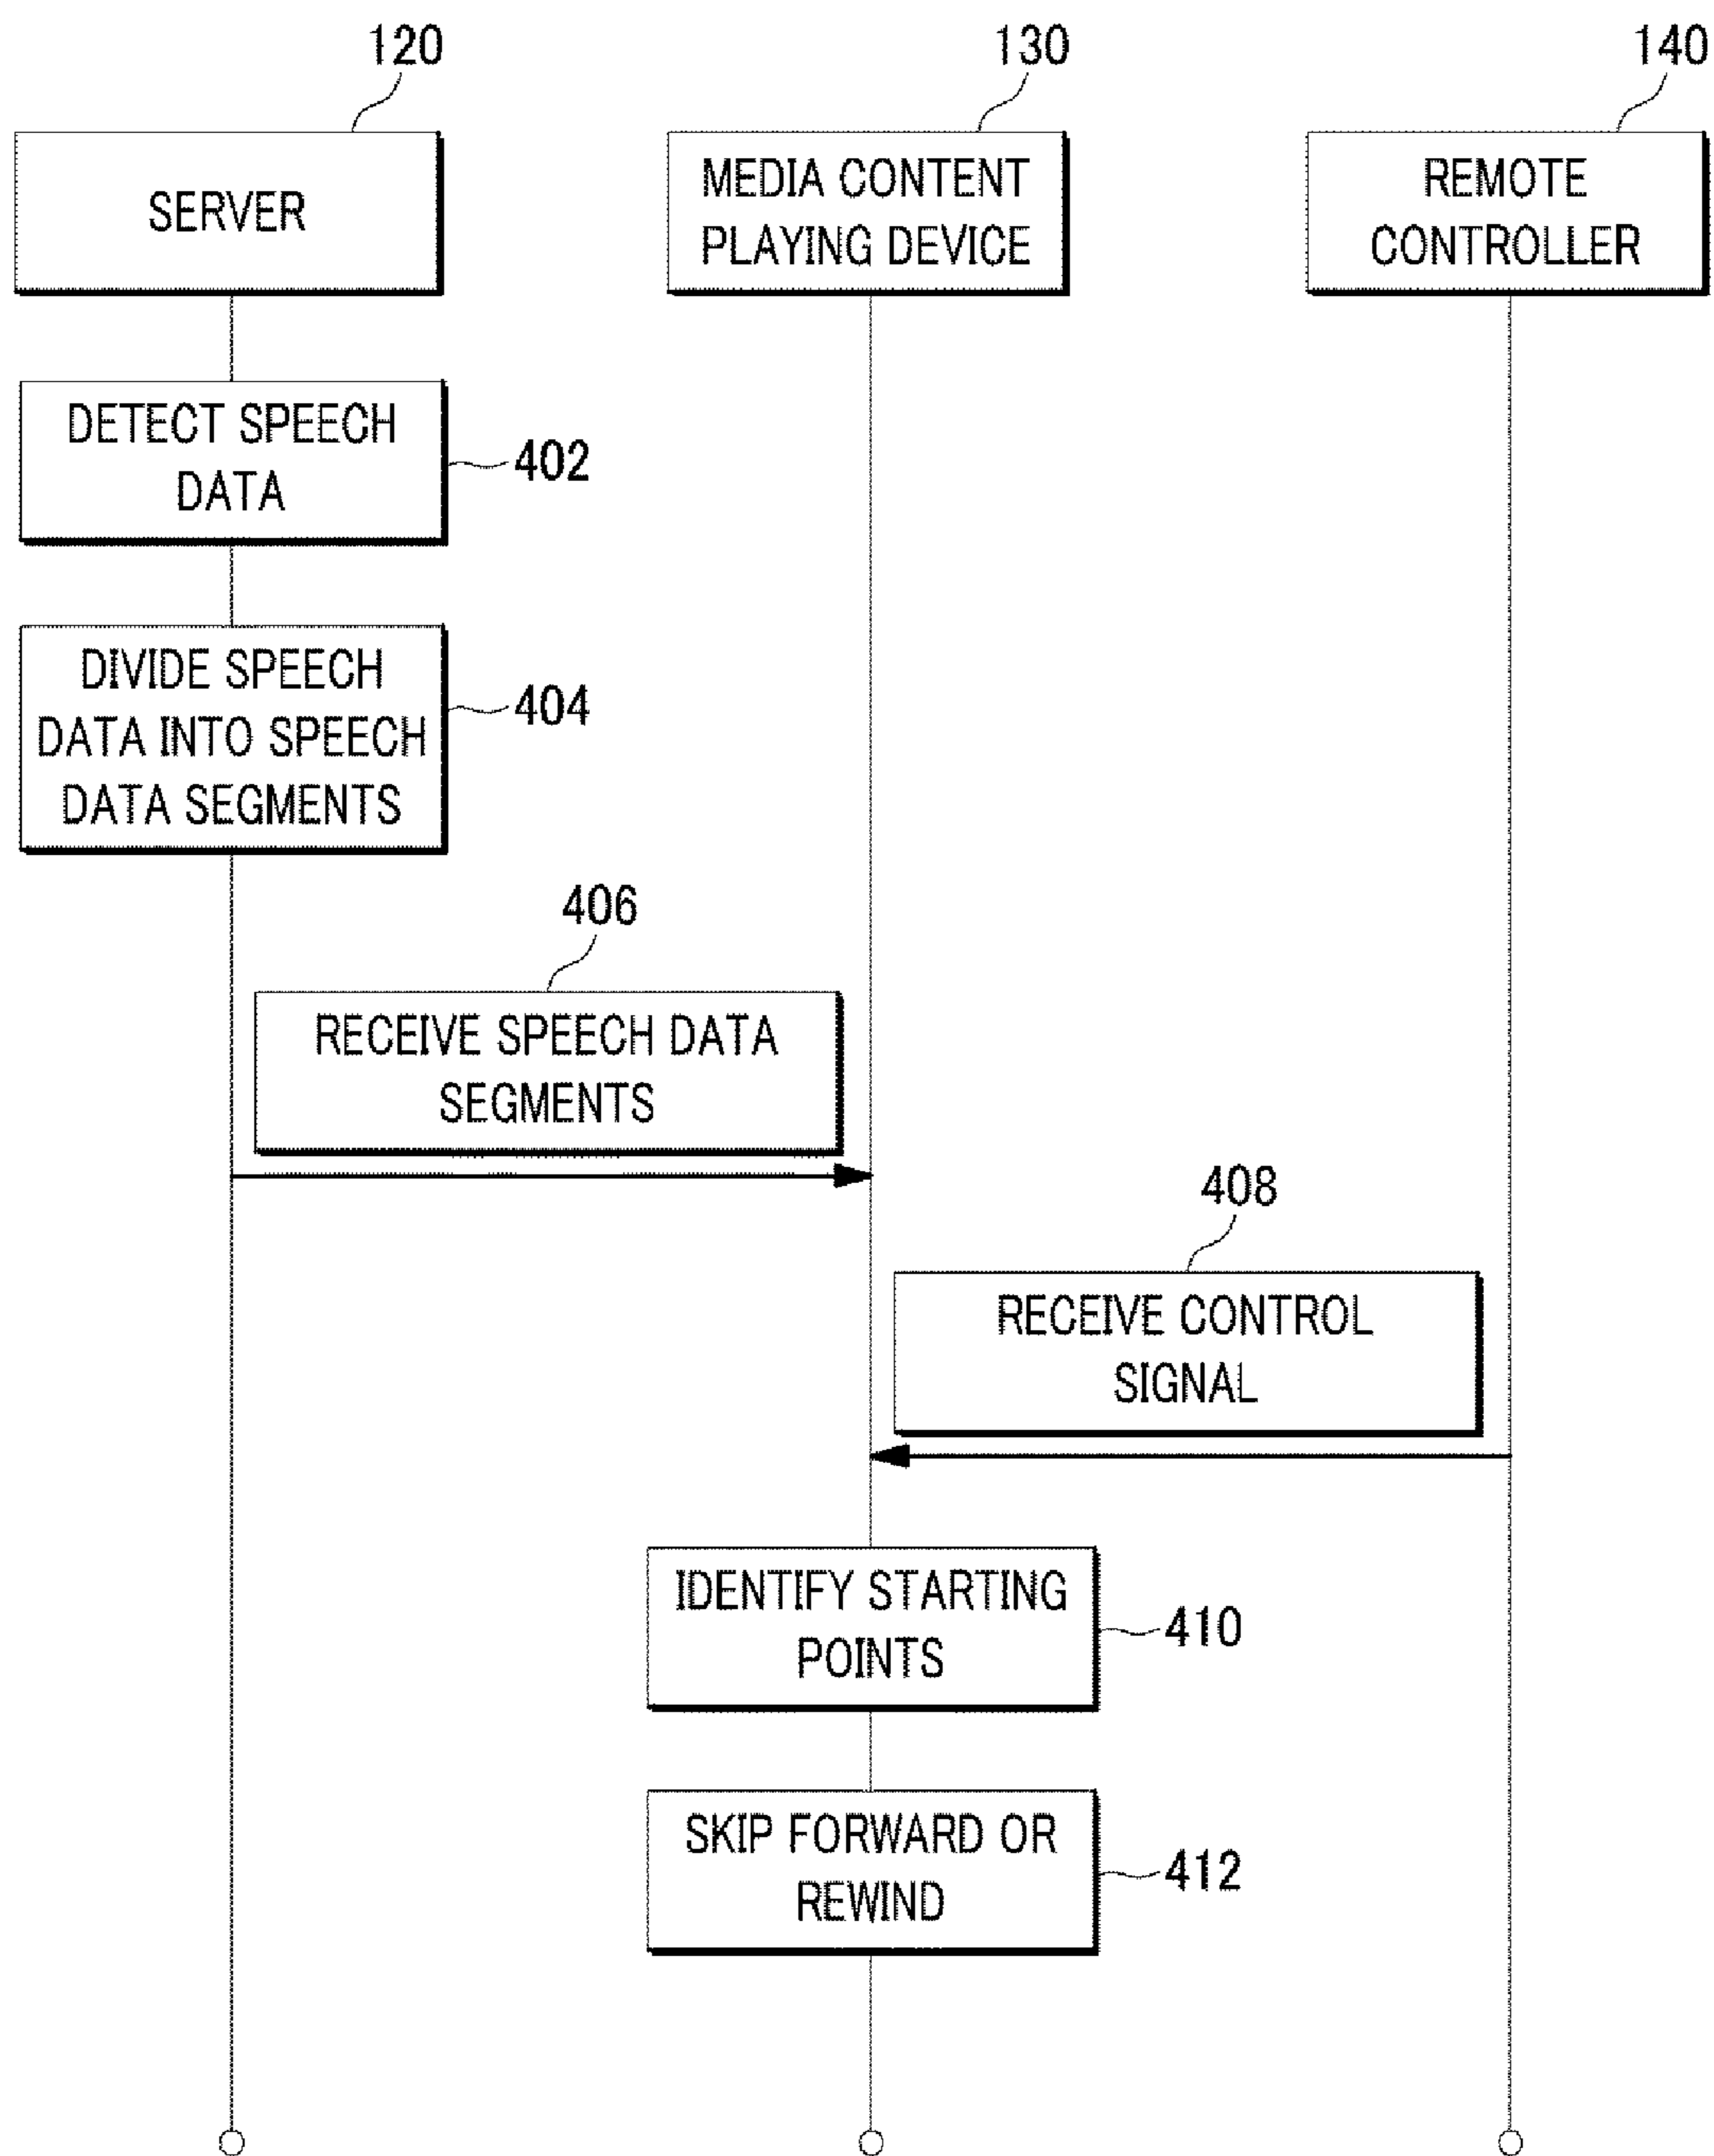 120
130
140
SERVER
MEDIA CONTENT
PLAYING DEVICE
REMOTE
CONTROLLER
DETECT SPEECH
DATA
402
DIVIDE SPEECH
DATA INTO SPEECH
DATA SEGMENTS
404
406
RECEIVE SPEECH DATA
SEGMENTS
408
RECEIVE CONTROL
SIGNAL
IDENTIFY STARTING
POINTS
410
SKIP FORWARD OR
REWIND
412